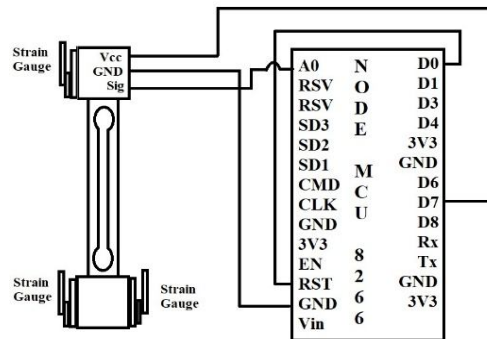 Strain
Gauge
Vcc
GND
Sig
Strain
Gauge
Strain
Gauge
A0
RSV
RSV
SD3
SD2
SD1
CMD
CLK
GND
3V3
EN
RST
GND
Vin
N
O
D
E
M
C
U
8
2
6
6
D0
D1
D3
D4
3V3
GND
D6
D7
D8
Rx
Tx
GND
3V3